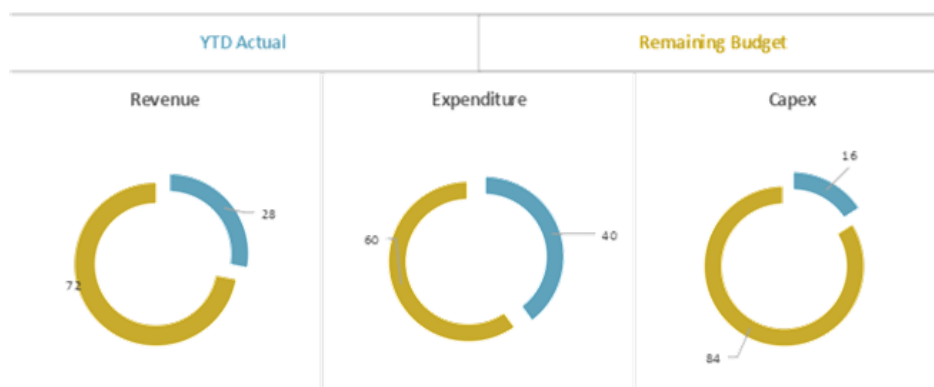 YTD Actual
Remaining Budget
Revenue
Expenditure
Capex
28
72
60
40
16
84